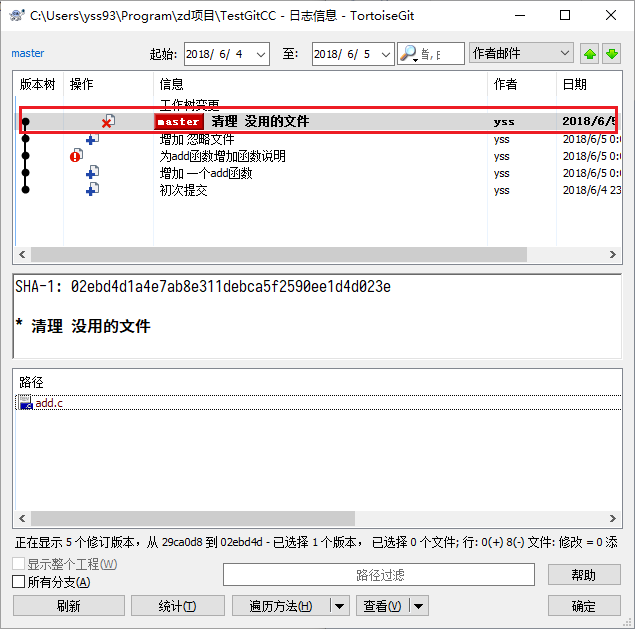 C:\Users\yss93\Program\zd项目\TestGitCC - 日志信息 - TortoiseGit
master 起始: 2018/ 6/ 4 至: 2018/ 6/ 5 作者邮件
版本树 操作 信息 作者 日期
工作树变更
master 清理 没用的文件 yss 2018/6/5
增加 忽略文件 yss 2018/6/5 0:
为add函数增加函数说明 yss 2018/6/5 0:
增加 一个add函数 yss 2018/6/5 0:
初次提交 yss 2018/6/4 23
SHA-1: 02ebd4d1a4e7ab8e311debca5f2590ee1d4d023e
* 清理 没用的文件
路径
add.c
正在显示 5 个修订版本，从 29ca0d8 到 02ebd4d - 已选择 1 个版本， 已选择 0 个文件; 行: 0(+) 8(-) 文件: 修改 = 0 添
显示整个工程(W)
路径过滤 帮助
所有分支(A)
刷新 统计(T) 遍历方法(H) 查看(V) 确定